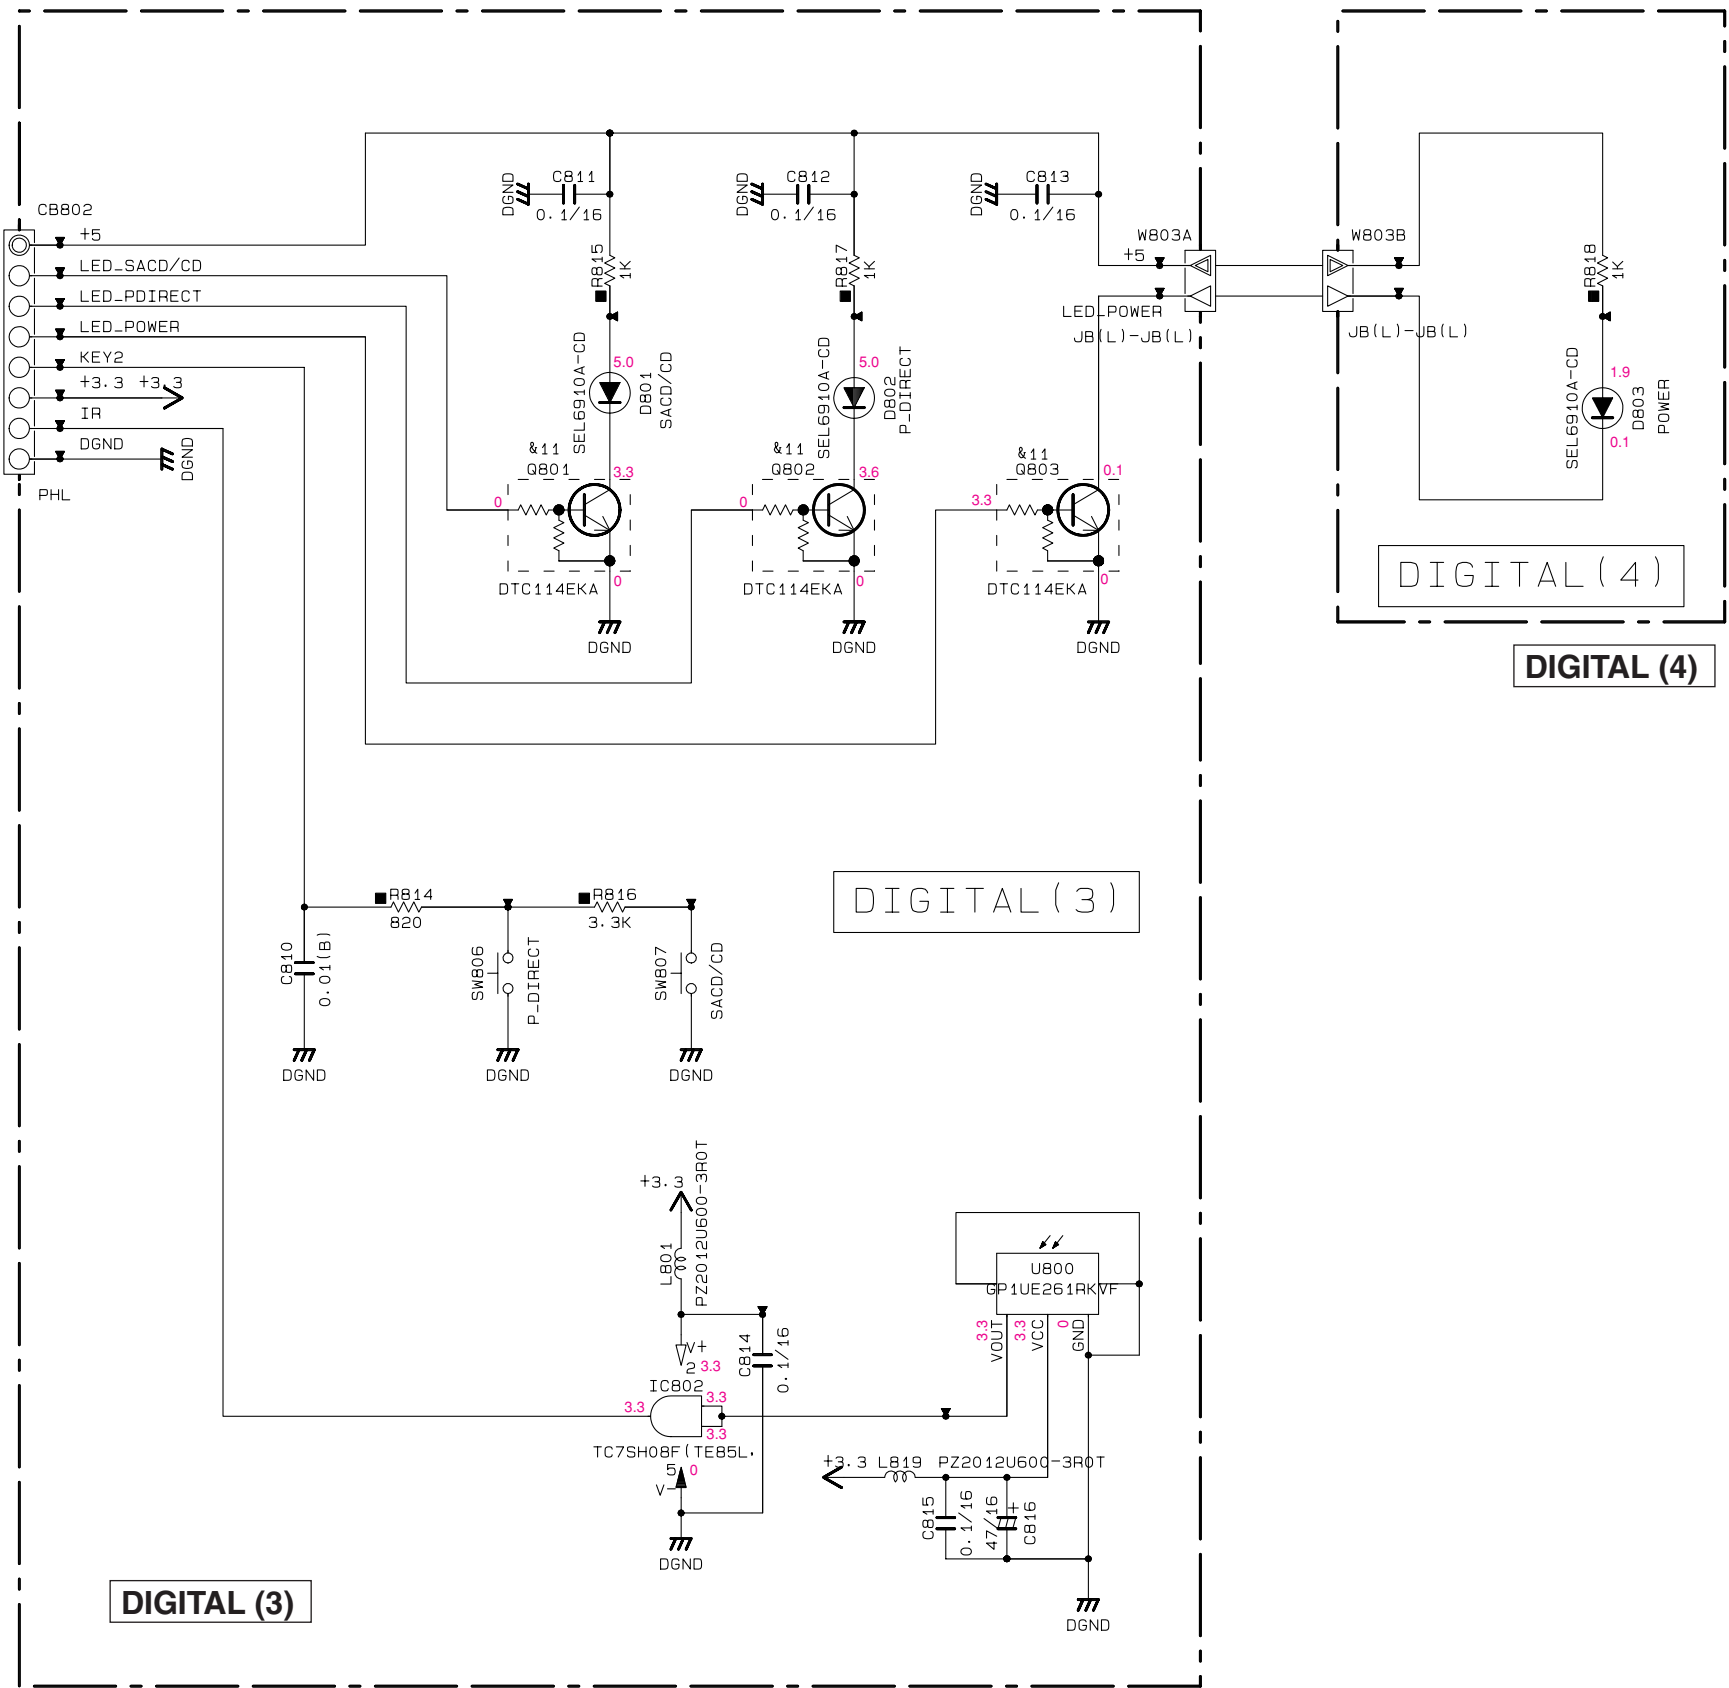 CB802
+5
LED_SACD/CD
LED_PDIRECT
LED_POWER
KEY2
+3.3 +3.3
IR
DGND
DGND
PHL
DGND
C811
0.1/16
R815
1K
SEL6910A-CD
5.0
D801
SACD/CD
&11
Q801
3.3
0
0
DTC114EKA
DGND
DGND
C812
0.1/16
R817
1K
SEL6910A-CD
5.0
D802
P_DIRECT
&11
Q802
3.6
0
0
DTC114EKA
DGND
DGND
C813
0.1/16
&11
Q803
0.1
3.3
0
DTC114EKA
DGND
W803A
+5
LED_POWER
JB(L)-JB(L)
W803B
JB(L)-JB(L)
R818
1K
SEL6910A-CD
1.9
0.1
D803
POWER
DIGITAL(4)
DIGITAL (4)
R814
820
R816
3.3K
C810
0.01(B)
DGND
SW806
P_DIRECT
DGND
SW807
SACD/CD
DGND
DIGITAL(3)
+3.3
L801
PZ2012U600-3R0T
V+
2 3.3
C814
0.1/16
IC802
3.3
3.3
3.3
TC7SH08F(TE85L,
5 0
V-
DGND
U800
GP1UE261RKVF
3.3
VOUT
3.3
VCC
0
GND
+3.3 L819 PZ2012U600-3R0T
C815
0.1/16
47/16
+
C816
DGND
DIGITAL (3)